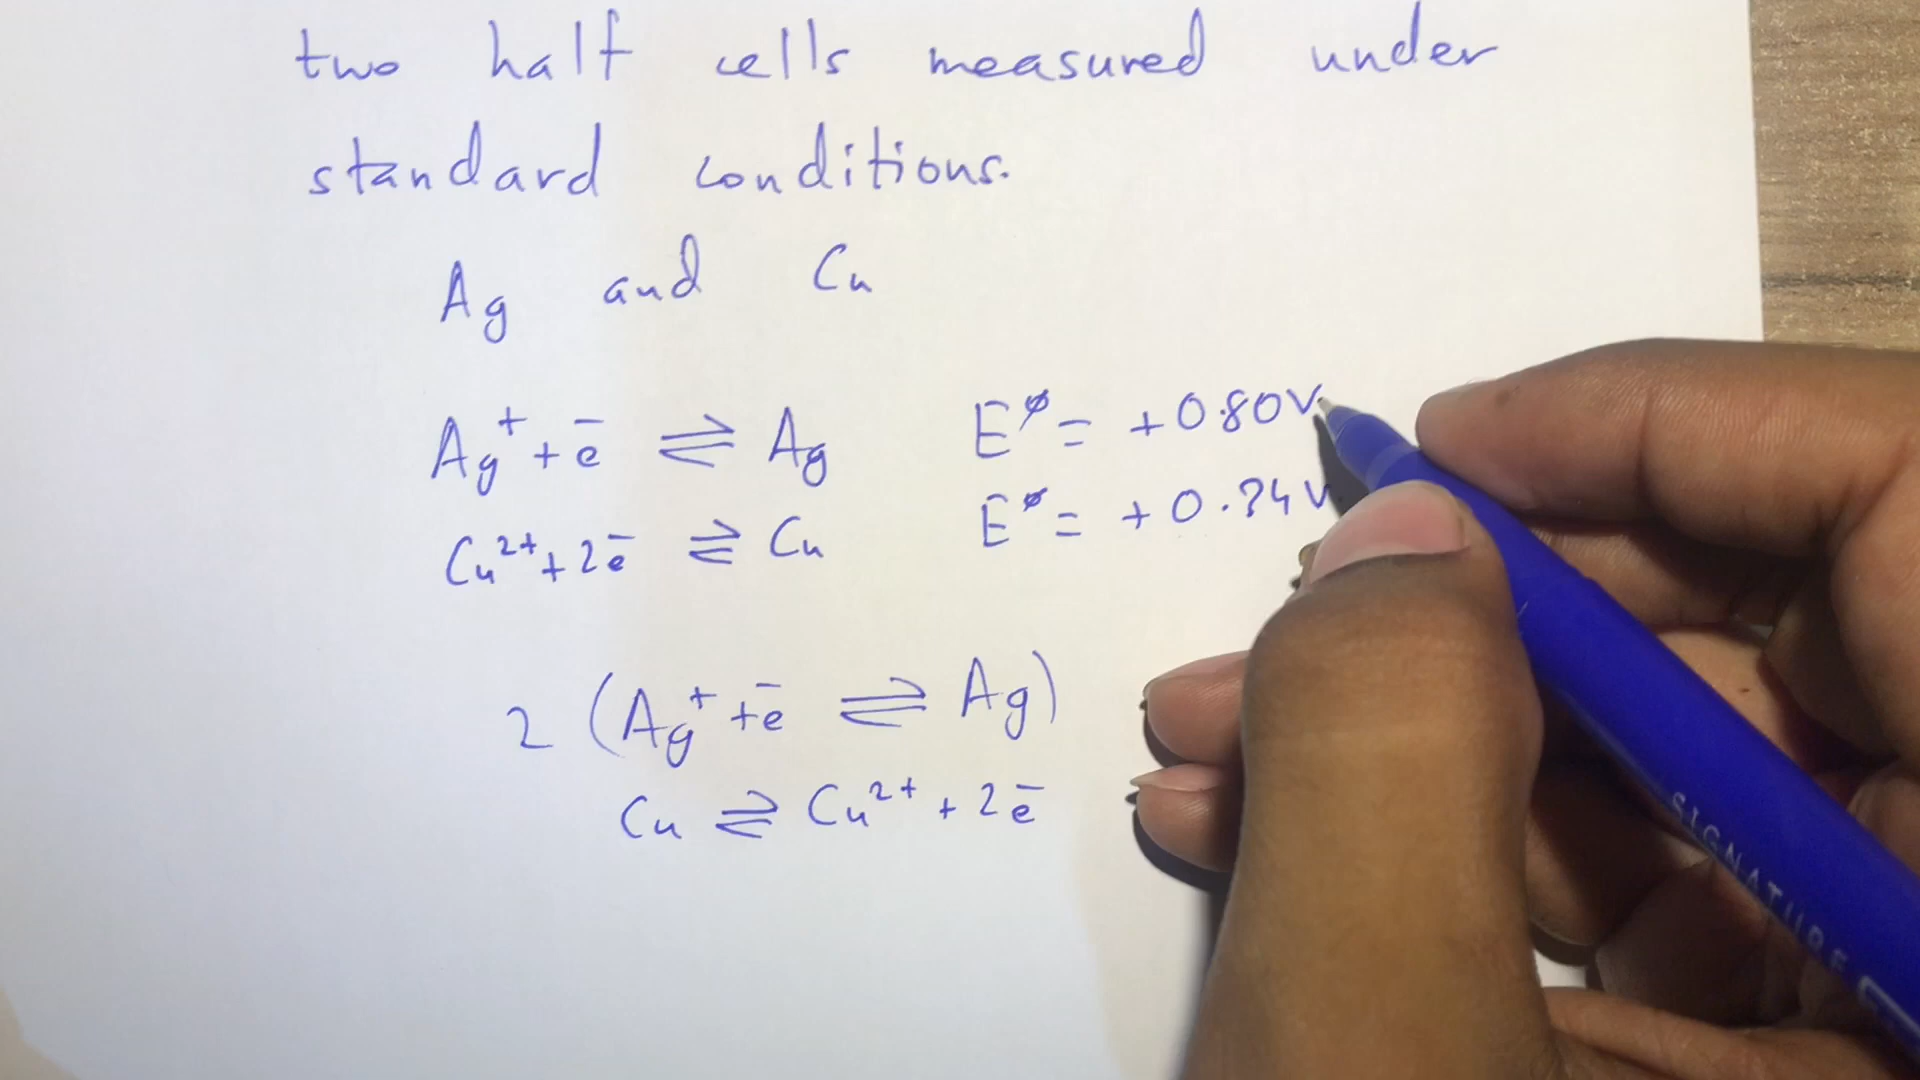 two half cells measured under
standard conditions.
Ag and Cu
Ag⁺ + e̅ ⇌ Ag E^ø = +0.80V
Cu²⁺ + 2e̅ ⇌ Cu E^ø = +0.34V
2 (Ag⁺ + e̅ ⇌ Ag)
Cu ⇌ Cu²⁺ + 2e̅
SIGNATURE